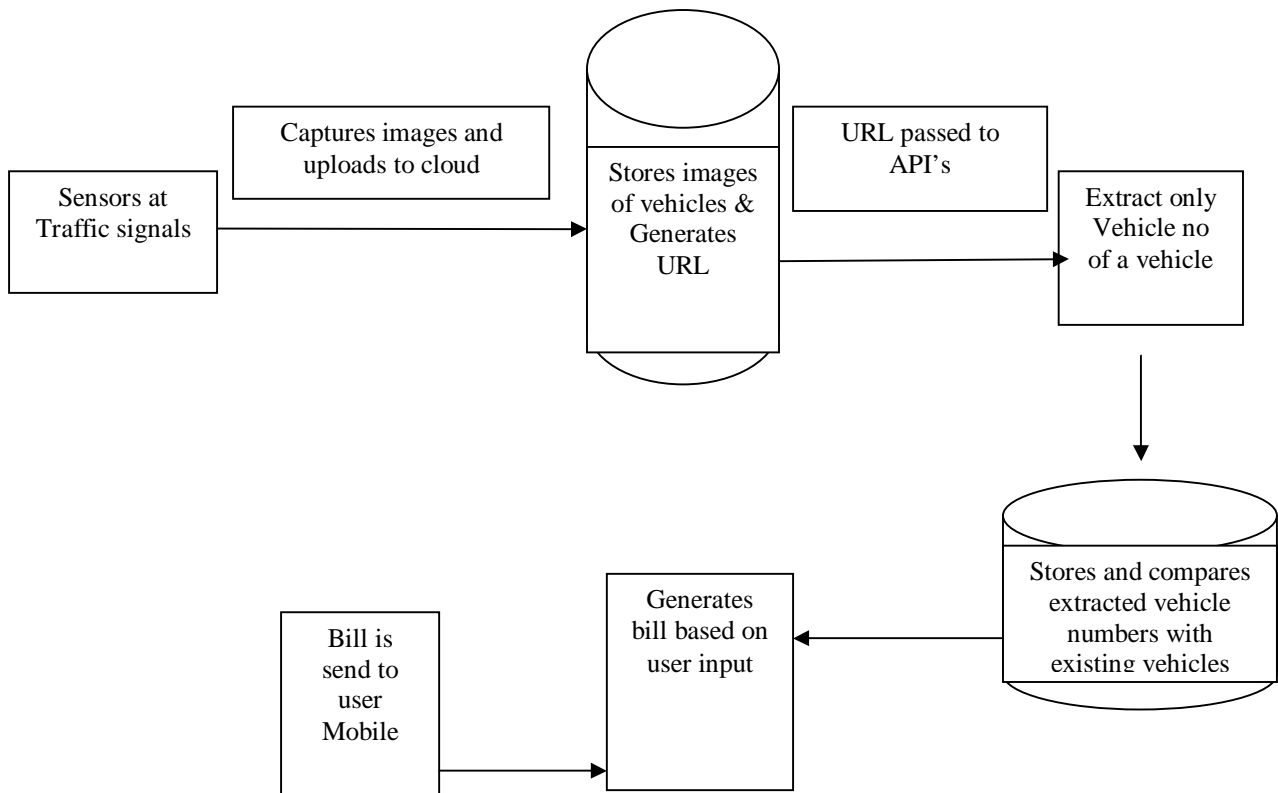 Sensors at
Traffic signals
Captures images and
uploads to cloud
Stores images
of vehicles &
Generates
URL
URL passed to
API’s
Extract only
Vehicle no
of a vehicle
Stores and compares
extracted vehicle
numbers with
existing vehicles
Generates
bill based on
user input
Bill is
send to
user
Mobile